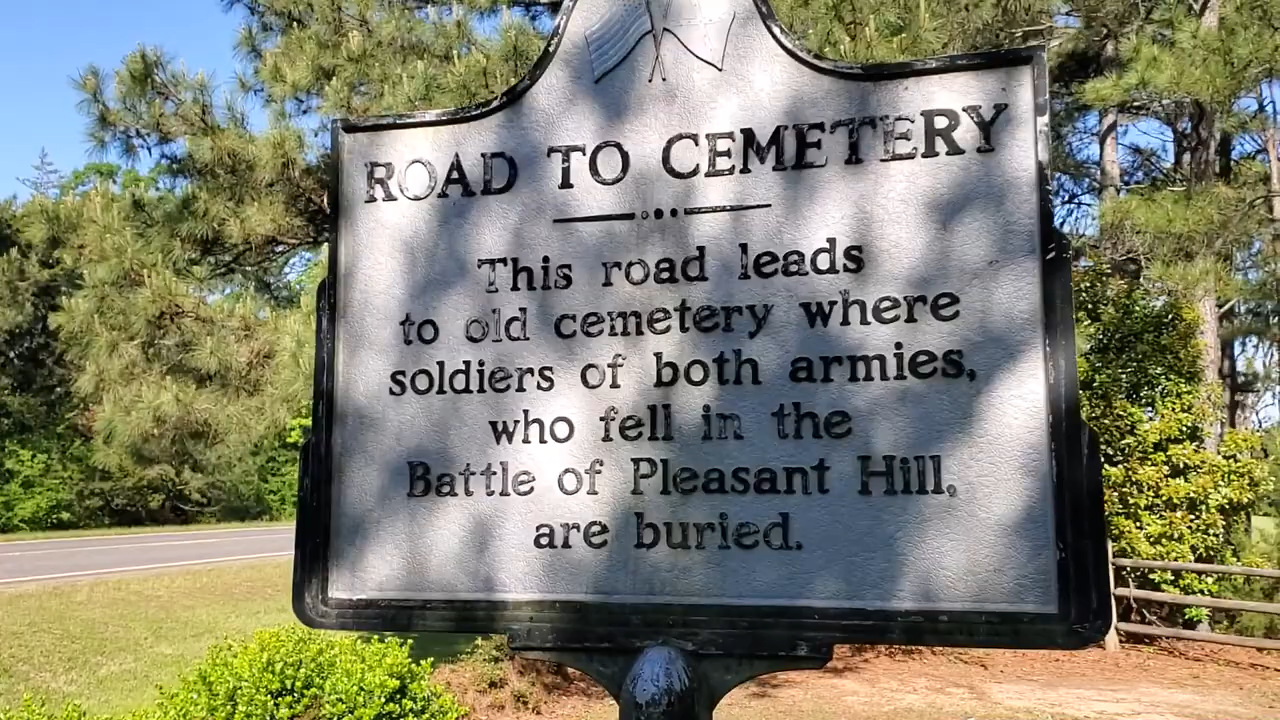 ROAD TO CEMETERY
This road leads
to old cemetery where
soldiers of both armies,
who fell in the
Battle of Pleasant Hill,
are buried.